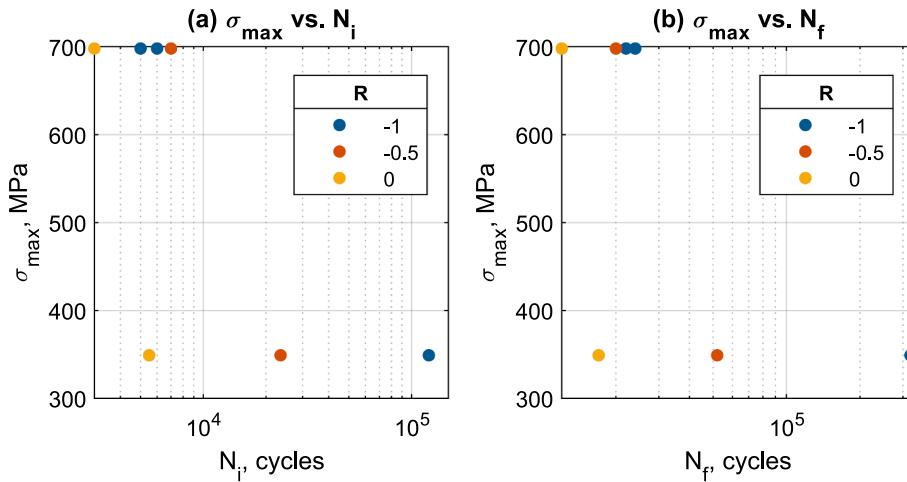 (a) σmax vs. Ni
700
600
500
400
300
σmax, MPa
R
-1
-0.5
0
10^4
10^5
Ni, cycles
(b) σmax vs. Nf
700
600
500
400
300
σmax, MPa
R
-1
-0.5
0
10^5
Nf, cycles